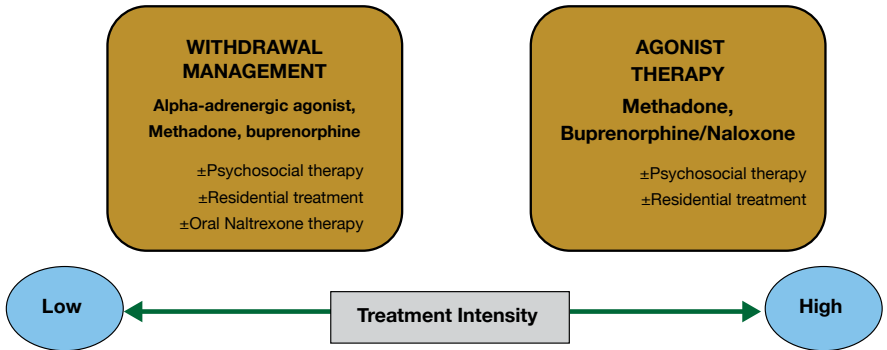 WITHDRAWAL
MANAGEMENT
Alpha-adrenergic agonist,
Methadone, buprenorphine
±Psychosocial therapy
±Residential treatment
±Oral Naltrexone therapy
AGONIST
THERAPY
Methadone,
Buprenorphine/Naloxone
±Psychosocial therapy
±Residential treatment
Low
Treatment Intensity
High